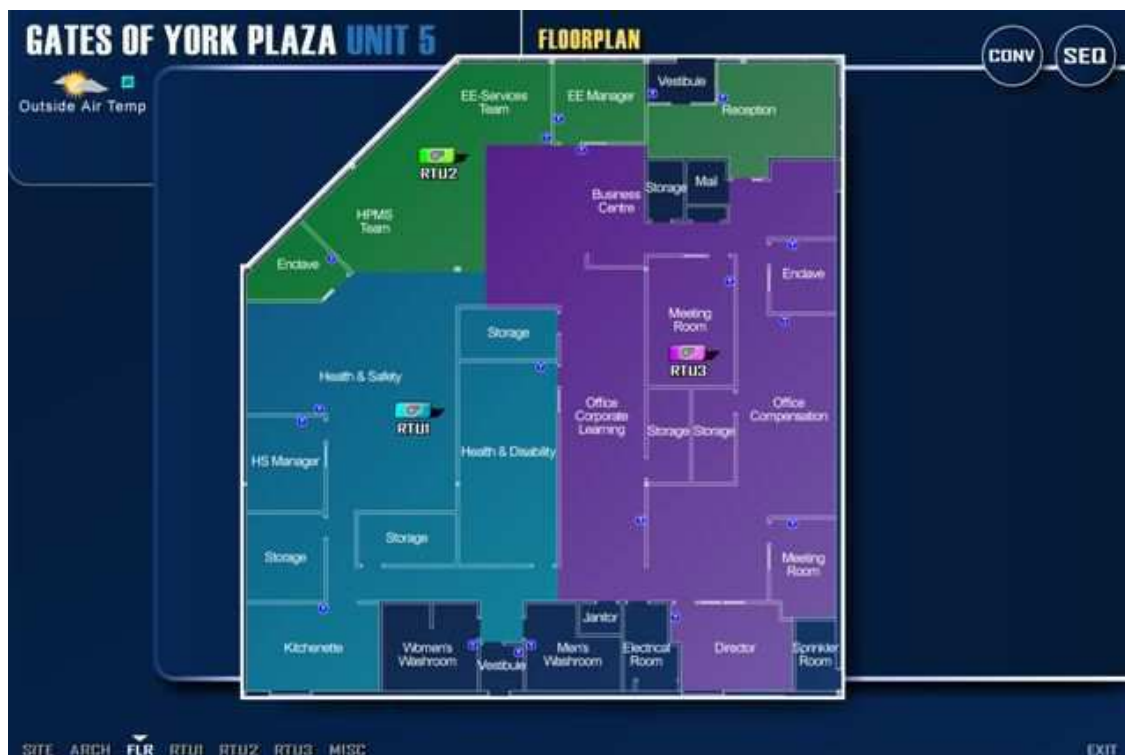 GATES OF YORK PLAZA UNIT 5
FLOORPLAN
CONV
SEQ
Outside Air Temp
EE-Services
Team
EE Manager
Vestibule
Reception
RTU2
HPMS
Team
Business
Centre
Storage
Mail
Enclave
Enclave
Meeting
Room
RTU3
Storage
Health & Safety
RTU1
Office
Corporate
Learning
Storage
Storage
Office
Compensation
HS Manager
Health & Disability
Storage
Storage
Meeting
Room
Kitchenette
Women's
Washroom
Vestibule
Men's
Washroom
Janitor
Electrical
Room
Director
Sprinkler
Room
SITE ARCH FLR RTU1 RTU2 RTU3 MISC
EXIT